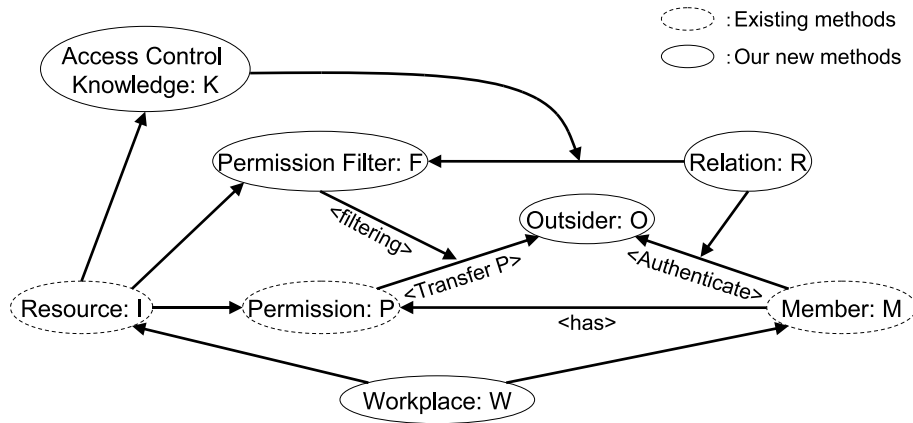 : Existing methods
: Our new methods
Access Control
Knowledge: K
Permission Filter: F
Relation: R
<filtering>
Outsider: O
<Transfer P>
<Authenticate>
Resource: I
Permission: P
Member: M
<has>
Workplace: W